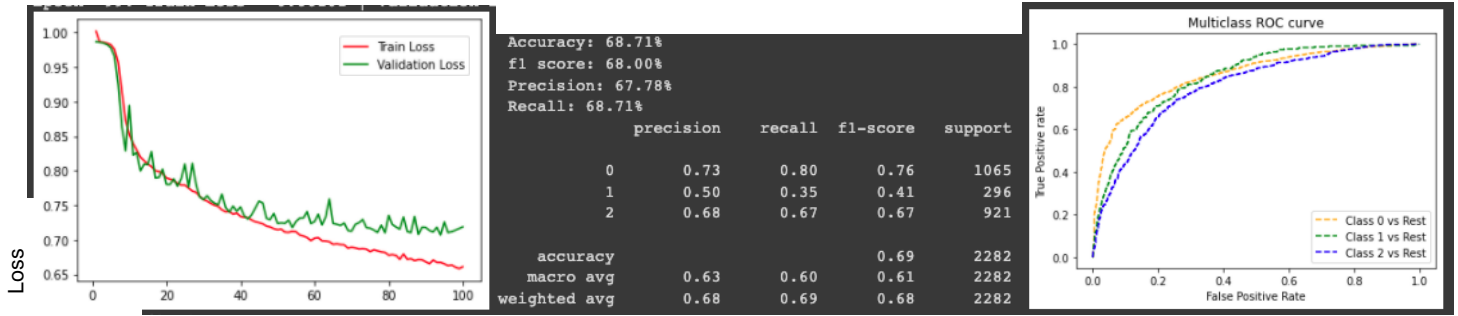 1.00
0.95
0.90
0.85
0.80
0.75
0.70
0.65
Loss
0 20 40 60 80 100
Train Loss
Validation Loss
Accuracy: 68.71%
f1 score: 68.00%
Precision: 67.78%
Recall: 68.71%
precision recall f1-score support
0 0.73 0.80 0.76 1065
1 0.50 0.35 0.41 296
2 0.68 0.67 0.67 921
accuracy 0.69 2282
macro avg 0.63 0.60 0.61 2282
weighted avg 0.68 0.69 0.68 2282
Multiclass ROC curve
True Positive rate
1.0
0.8
0.6
0.4
0.2
0.0
Class 0 vs Rest
Class 1 vs Rest
Class 2 vs Rest
0.0 0.2 0.4 0.6 0.8 1.0
False Positive Rate